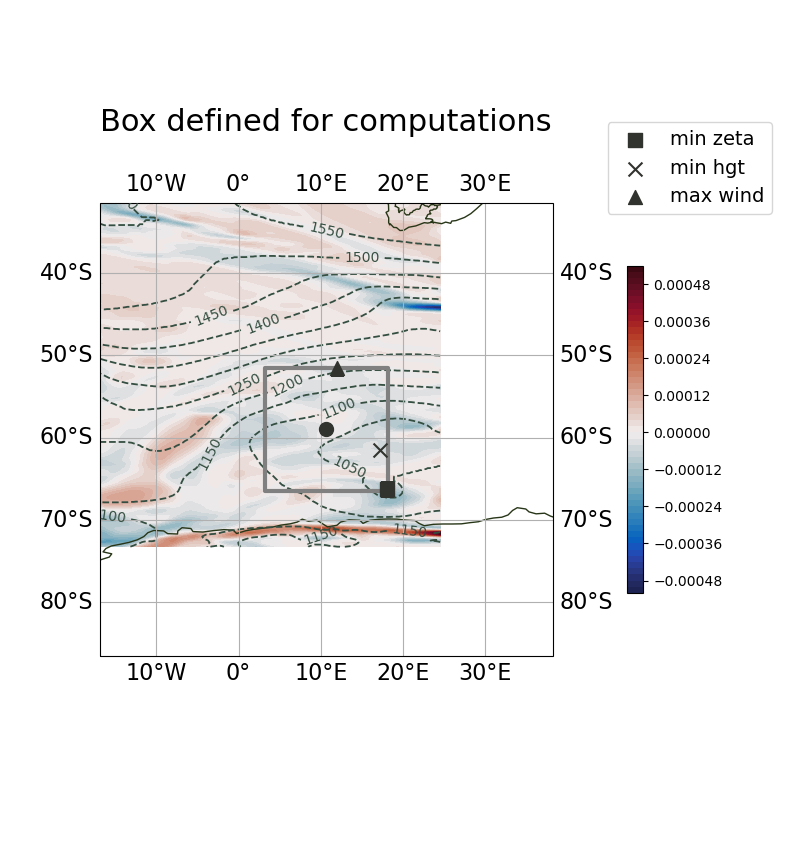 Box defined for computations
min zeta
min hgt
max wind
10°W 0° 10°E 20°E 30°E
1550
1500
40°S 40°S
0.00048
1450
1400
0.00036
50°S 50°S
0.00024
1250
1200
0.00012
1100
0.00000
60°S 60°S
1150
1050
−0.00012
−0.00024
100
70°S 70°S
1150
1150
−0.00036
−0.00048
80°S 80°S
10°W 0° 10°E 20°E 30°E